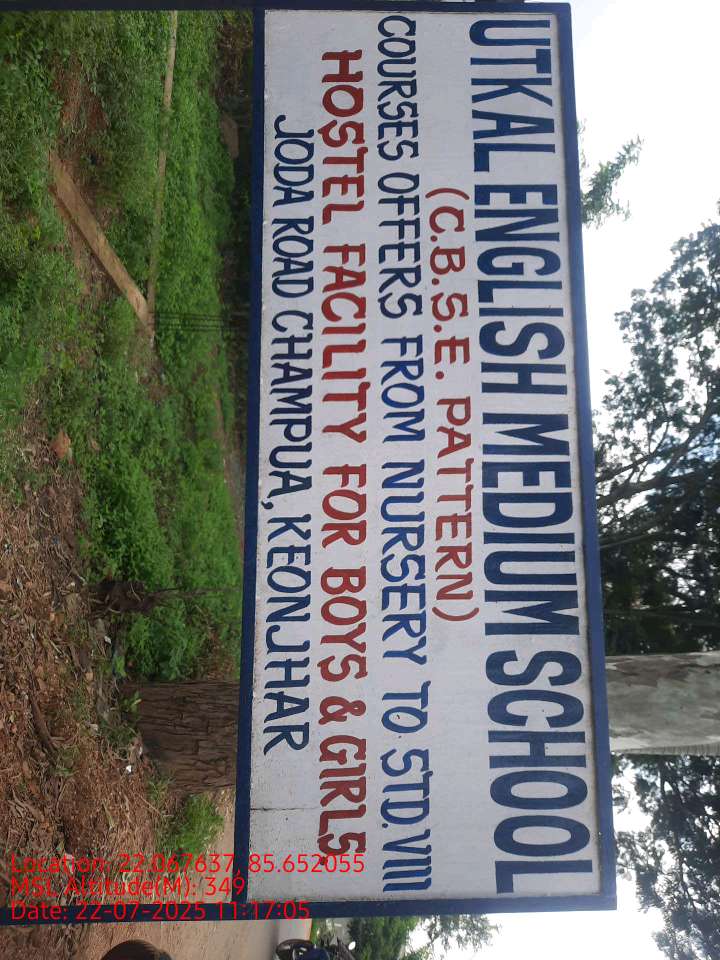 UTKAL ENGLISH MEDIUM SCHOOL
(C.B.S.E. PATTERN)
COURSES OFFERS FROM NURSERY TO STD. VIII
HOSTEL FACILITY FOR BOYS & GIRLS
JODA ROAD CHAMPUA, KEONJHAR
Location: 22.067637, 85.652055
MSL Altitude(M): 349
Date: 22-07-2025 11:17:05